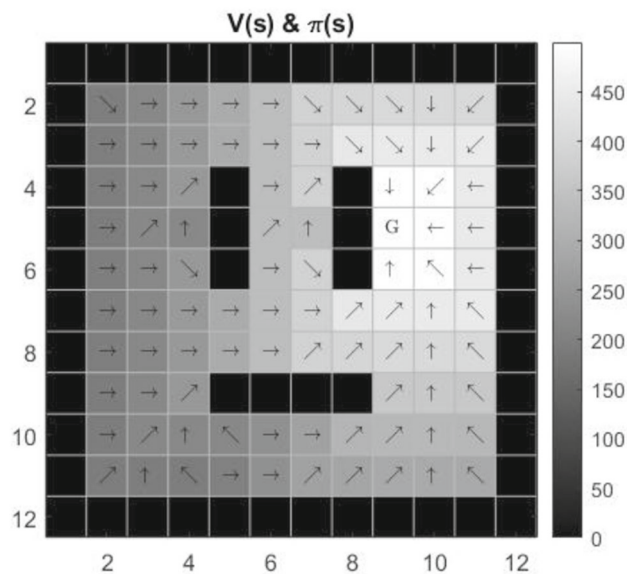 V(s) & π(s)
2
↘ → → → → ↘ ↘ ↘ ↓ ↙
→ → → → → → ↘ ↘ ↓ ↙
4
→ → ↗ → ↗ ↓ ↙ ←
→ ↗ ↑ ↗ ↑ G ← ←
6
→ → ↘ → ↘ ↑ ↖ ←
→ → → → → → ↗ ↗ ↑ ↖
8
→ → → → → ↗ ↗ ↗ ↑ ↖
→ → ↗ ↗ ↑ ↖
10
→ ↗ ↑ ↖ → → ↗ ↗ ↑ ↖
↗ ↑ ↖ → → ↗ ↗ ↗ ↑ ↖
12
2 4 6 8 10 12
450
400
350
300
250
200
150
100
50
0